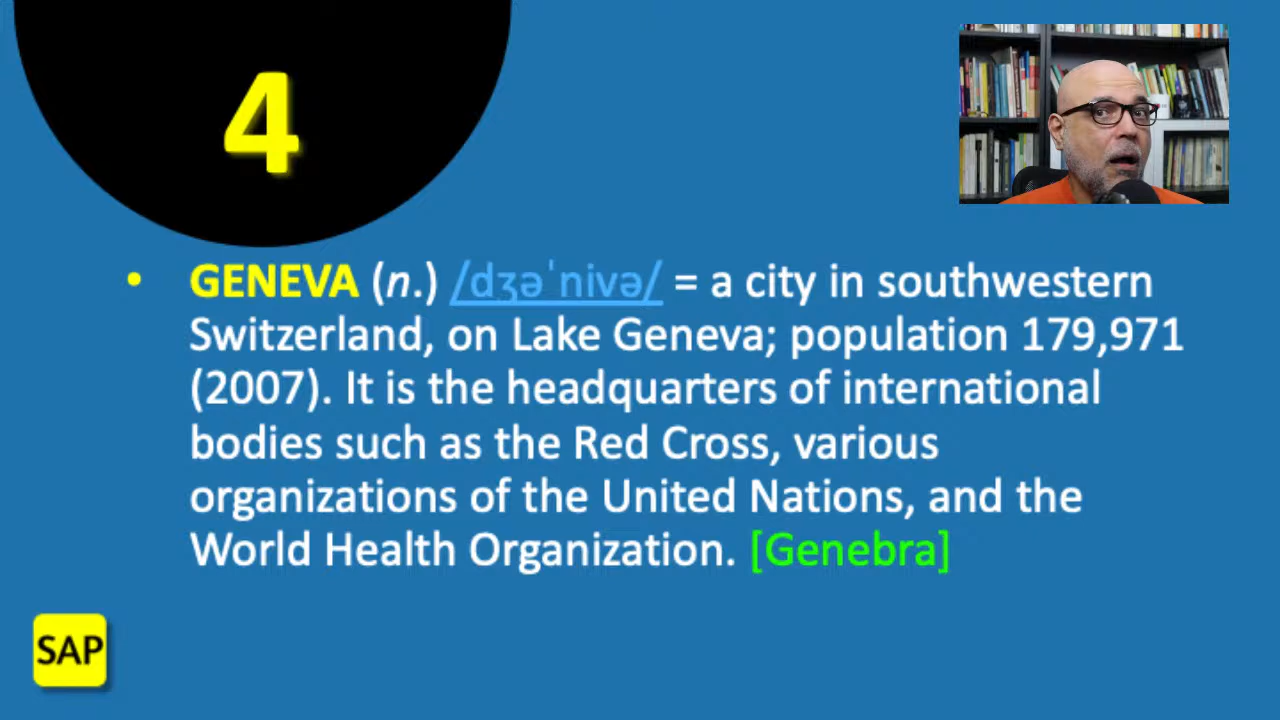 4
• GENEVA (n.) /dʒəˈnivə/ = a city in southwestern
Switzerland, on Lake Geneva; population 179,971
(2007). It is the headquarters of international
bodies such as the Red Cross, various
organizations of the United Nations, and the
World Health Organization. [Genebra]
SAP